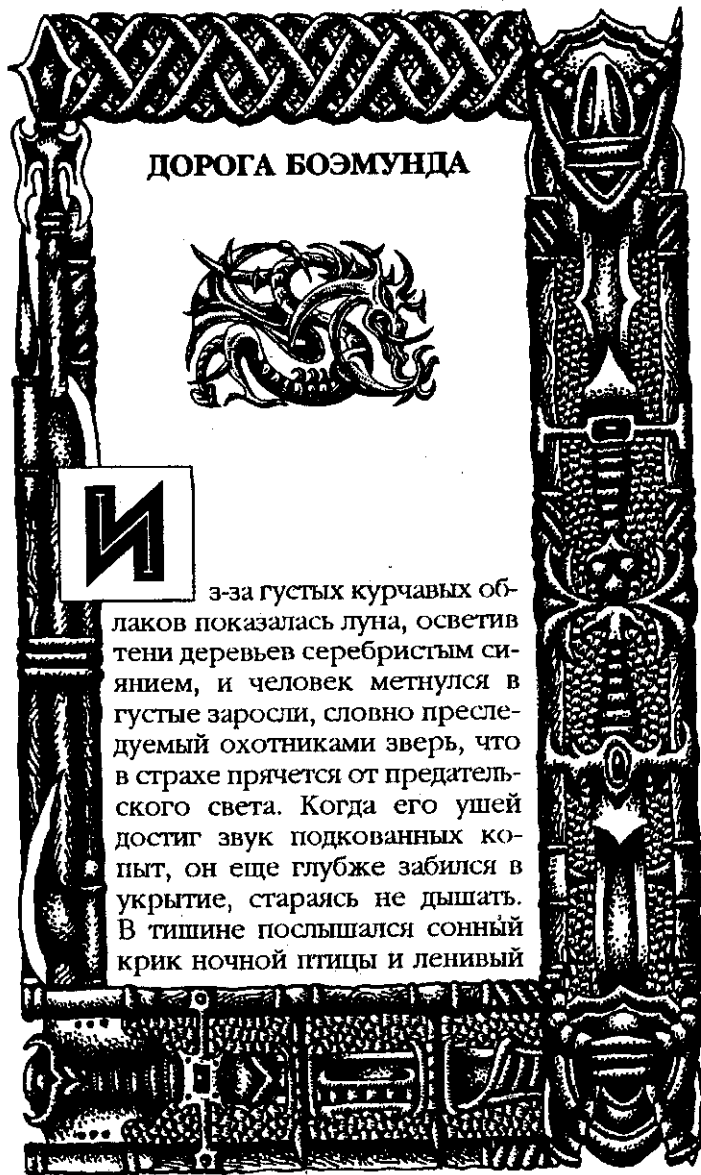 ДОРОГА БОЭМУНДА
Из-за густых курчавых об-
лаков показалась луна, осветив
тени деревьев серебристым си-
янием, и человек метнулся в
густые заросли, словно пресле-
дуемый охотниками зверь, что
в страхе прячется от предатель-
ского света. Когда его ушей
достиг звук подкованных ко-
пыт, он еще глубже забился в
укрытие, стараясь не дышать.
В тишине послышался сонный
крик ночной птицы и ленивый